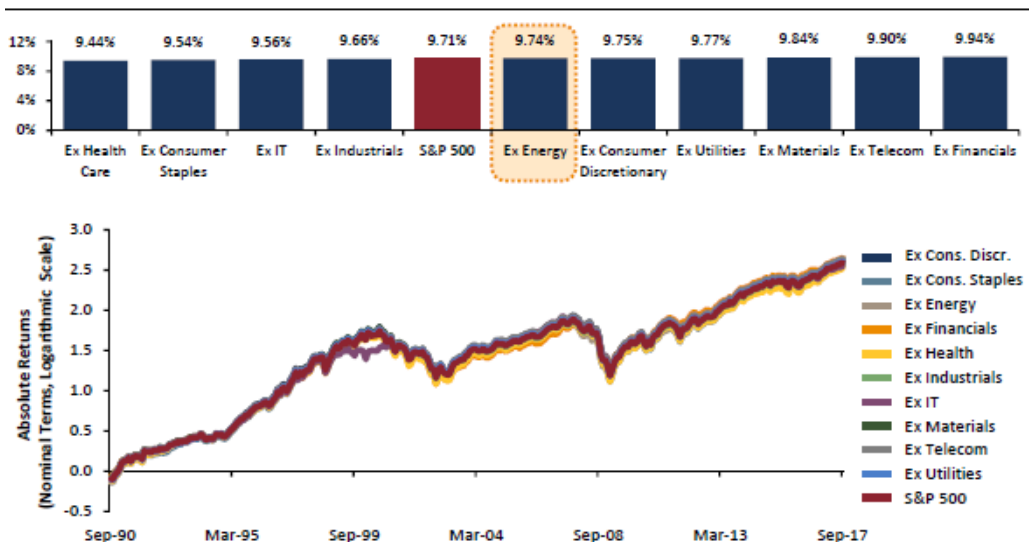 12%
8%
4%
0%
9.44% 9.54% 9.56% 9.66% 9.71% 9.74% 9.75% 9.77% 9.84% 9.90% 9.94%
Ex Health Ex Consumer Ex IT Ex Industrials S&P 500 Ex Energy Ex Consumer Ex Utilities Ex Materials Ex Telecom Ex Financials
Care Staples Discretionary
Absolute Returns
(Nominal Terms, Logarithmic Scale)
3.0
2.5
2.0
1.5
1.0
0.5
0.0
-0.5
Sep-90 Mar-95 Sep-99 Mar-04 Sep-08 Mar-13 Sep-17
Ex Cons. Discr.
Ex Cons. Staples
Ex Energy
Ex Financials
Ex Health
Ex Industrials
Ex IT
Ex Materials
Ex Telecom
Ex Utilities
S&P 500